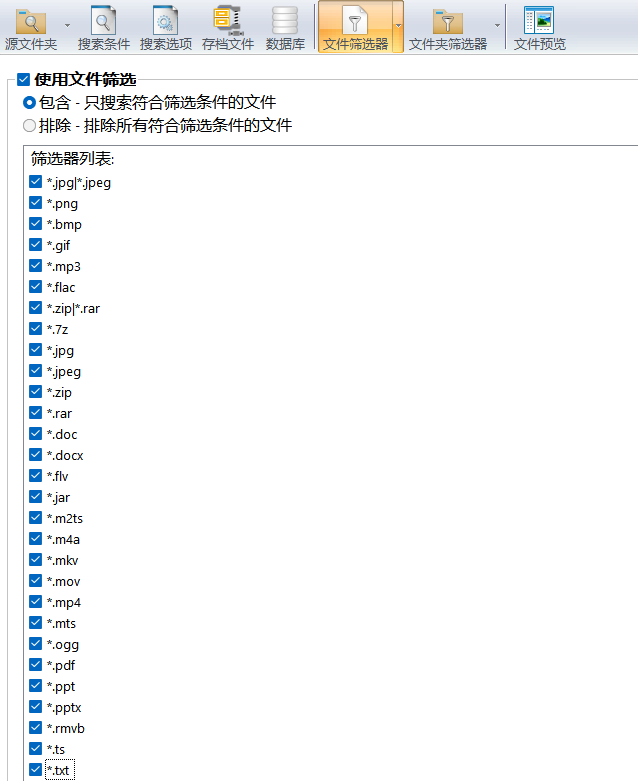 源文件夹 搜索条件 搜索选项 存档文件 数据库 文件筛选器 文件夹筛选器 文件预览
使用文件筛选
包含 - 只搜索符合筛选条件的文件
排除 - 排除所有符合筛选条件的文件
筛选器列表:
*.jpg|*.jpeg
*.png
*.bmp
*.gif
*.mp3
*.flac
*.zip|*.rar
*.7z
*.jpg
*.jpeg
*.zip
*.rar
*.doc
*.docx
*.flv
*.jar
*.m2ts
*.m4a
*.mkv
*.mov
*.mp4
*.mts
*.ogg
*.pdf
*.ppt
*.pptx
*.rmvb
*.ts
*.txt